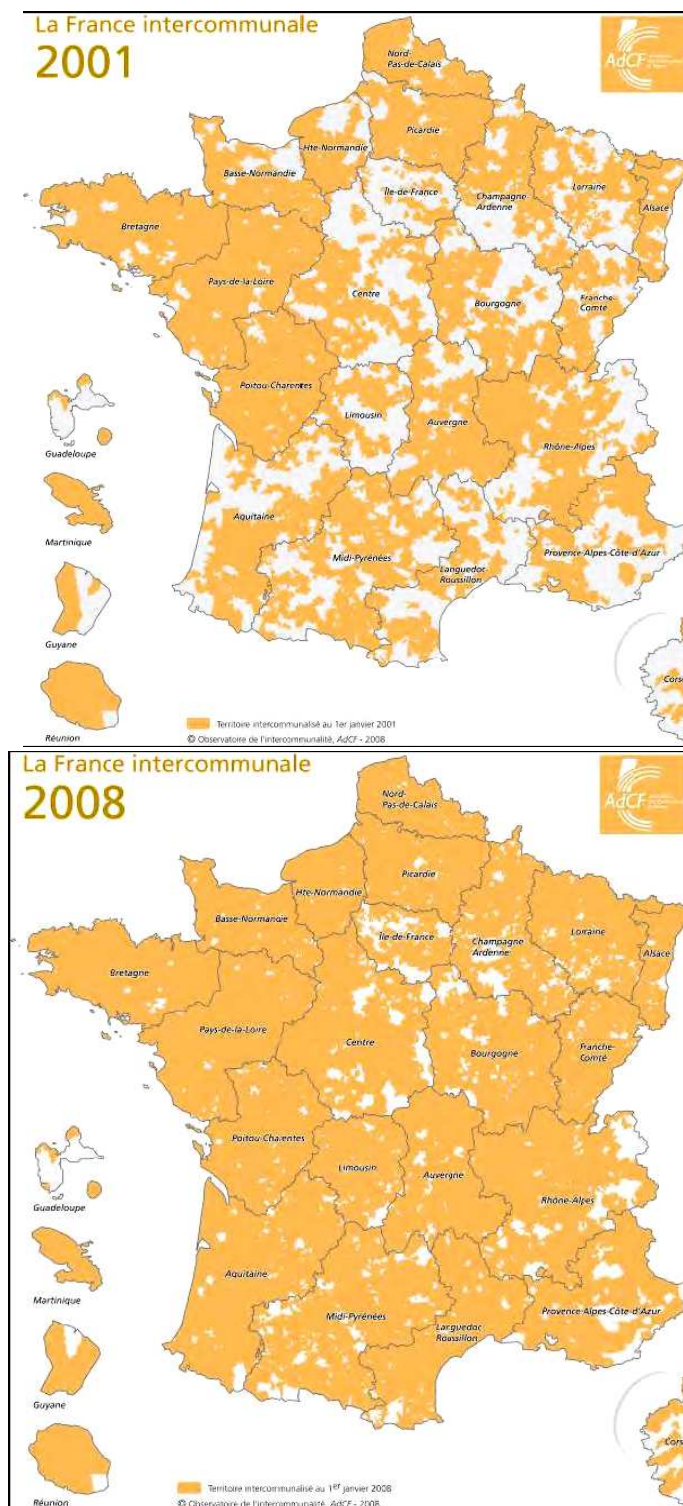 La France intercommunale
2001
AdCF
Nord-
Pas-de-Calais
Picardie
Hte-Normandie
Basse-Normandie
Île-de-France
Champagne
Ardenne
Lorraine
Alsace
Bretagne
Pays-de-la-Loire
Centre
Bourgogne
Franche-
Comté
Poitou-Charentes
Limousin
Auvergne
Rhône-Alpes
Guadeloupe
Aquitaine
Martinique
Midi-Pyrénées
Provence-Alpes-Côte-d'Azur
Languedoc
Roussillon
Guyane
Cors
Réunion
Territoire intercommunalisé au 1er janvier 2001
© Observatoire de l'intercommunalité, AdCF - 2008
La France intercommunale
2008
AdCF
Nord-
Pas-de-Calais
Picardie
Hte-Normandie
Basse-Normandie
Île-de-France
Champagne
Ardenne
Lorraine
Alsace
Bretagne
Pays-de-la-Loire
Centre
Bourgogne
Franche-
Comté
Poitou-Charentes
Limousin
Auvergne
Rhône-Alpes
Guadeloupe
Aquitaine
Martinique
Midi-Pyrénées
Provence-Alpes-Côte-d'Azur
Languedoc
Roussillon
Guyane
Cors
Réunion
Territoire intercommunalisé au 1er janvier 2008
© Observatoire de l'intercommunalité, AdCF - 2008